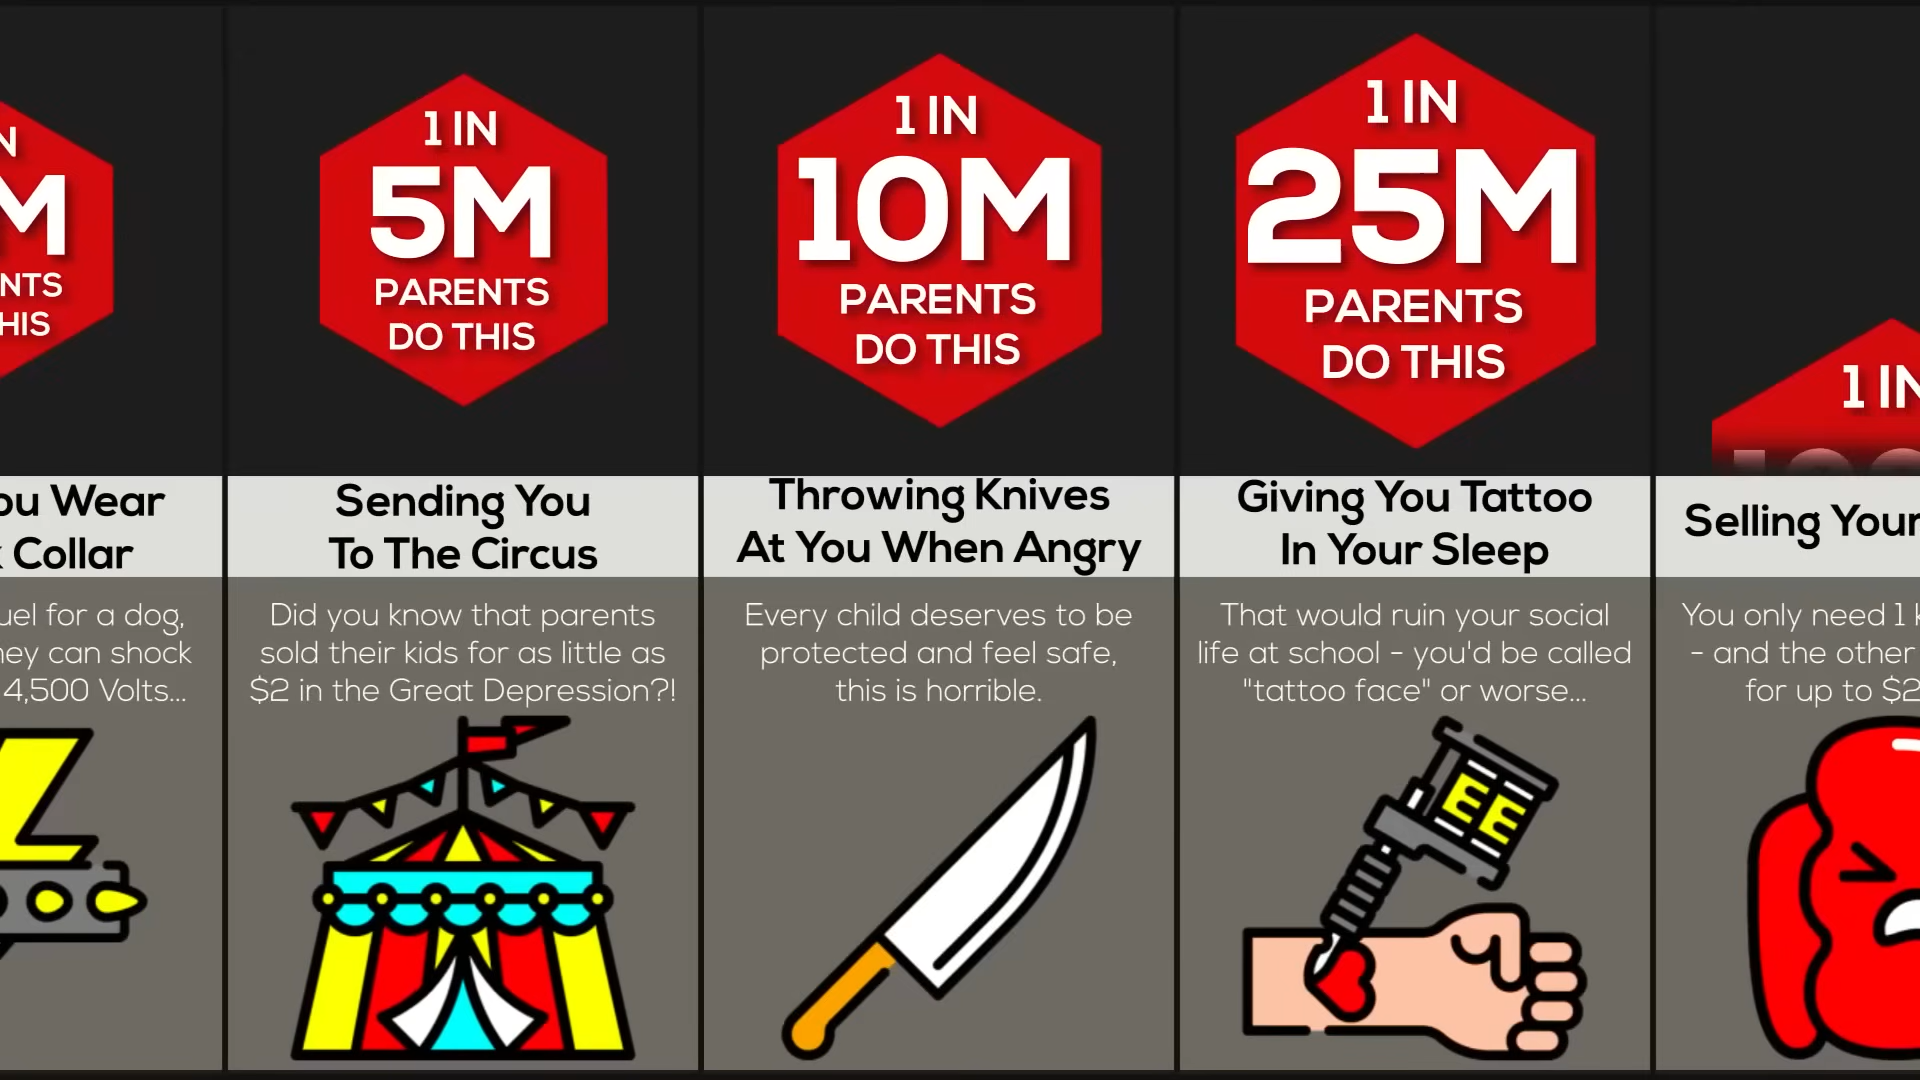 1 IN
5M
PARENTS
DO THIS
1 IN
10M
PARENTS
DO THIS
1 IN
25M
PARENTS
DO THIS
1 IN
Wear
Collar
for a dog,
can shock
4,500 Volts...
Sending You
To The Circus
Did you know that parents
sold their kids for as little as
$2 in the Great Depression?!
Throwing Knives
At You When Angry
Every child deserves to be
protected and feel safe,
this is horrible.
Giving You Tattoo
In Your Sleep
That would ruin your social
life at school - you'd be called
"tattoo face" or worse...
Selling Your
You only need 1
- and the other
for up to